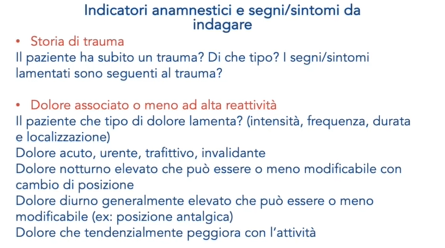 Indicatori anamnestici e segni/sintomi da
indagare
• Storia di trauma
Il paziente ha subito un trauma? Di che tipo? I segni/sintomi
lamentati sono seguenti al trauma?
• Dolore associato o meno ad alta reattività
Il paziente che tipo di dolore lamenta? (intensità, frequenza, durata
e localizzazione)
Dolore acuto, urente, trafittivo, invalidante
Dolore notturno elevato che può essere o meno modificabile con
cambio di posizione
Dolore diurno generalmente elevato che può essere o meno
modificabile (ex: posizione antalgica)
Dolore che tendenzialmente peggiora con l'attività